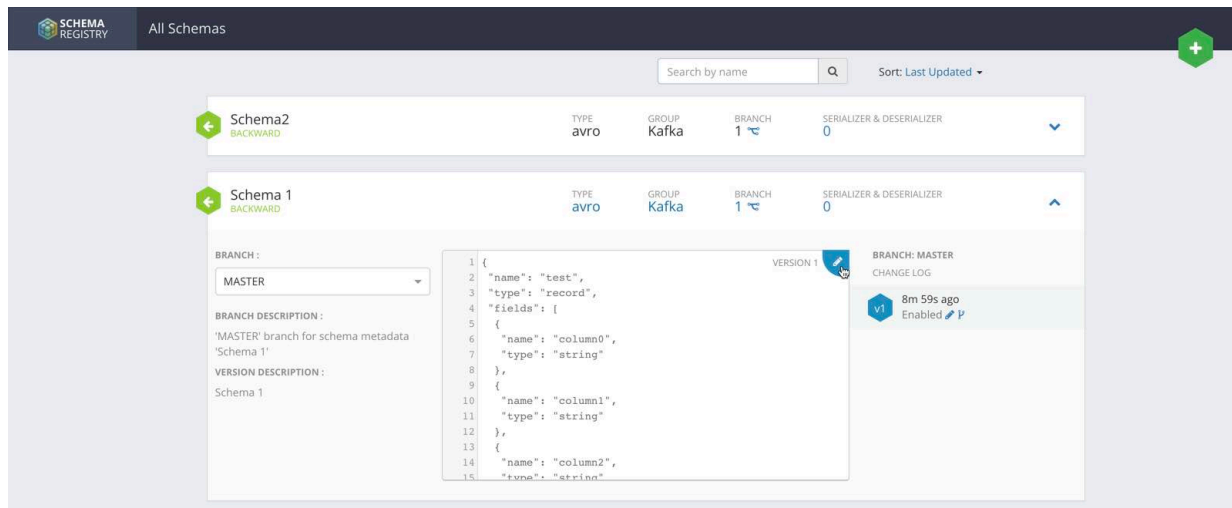 SCHEMA
REGISTRY
All Schemas
Search by name
Sort: Last Updated
Schema2
BACKWARD
TYPE
avro
GROUP
Kafka
BRANCH
1
SERIALIZER & DESERIALIZER
0
Schema 1
BACKWARD
TYPE
avro
GROUP
Kafka
BRANCH
1
SERIALIZER & DESERIALIZER
0
BRANCH :
MASTER
BRANCH DESCRIPTION :
'MASTER' branch for schema metadata
'Schema 1'
VERSION DESCRIPTION :
Schema 1
VERSION 1
1 {
2 "name": "test",
3 "type": "record",
4 "fields": [
5 {
6 "name": "column0",
7 "type": "string"
8 },
9 {
10 "name": "column1",
11 "type": "string"
12 },
13 {
14 "name": "column2",
15 "type": "string"
BRANCH: MASTER
CHANGE LOG
v1
8m 59s ago
Enabled